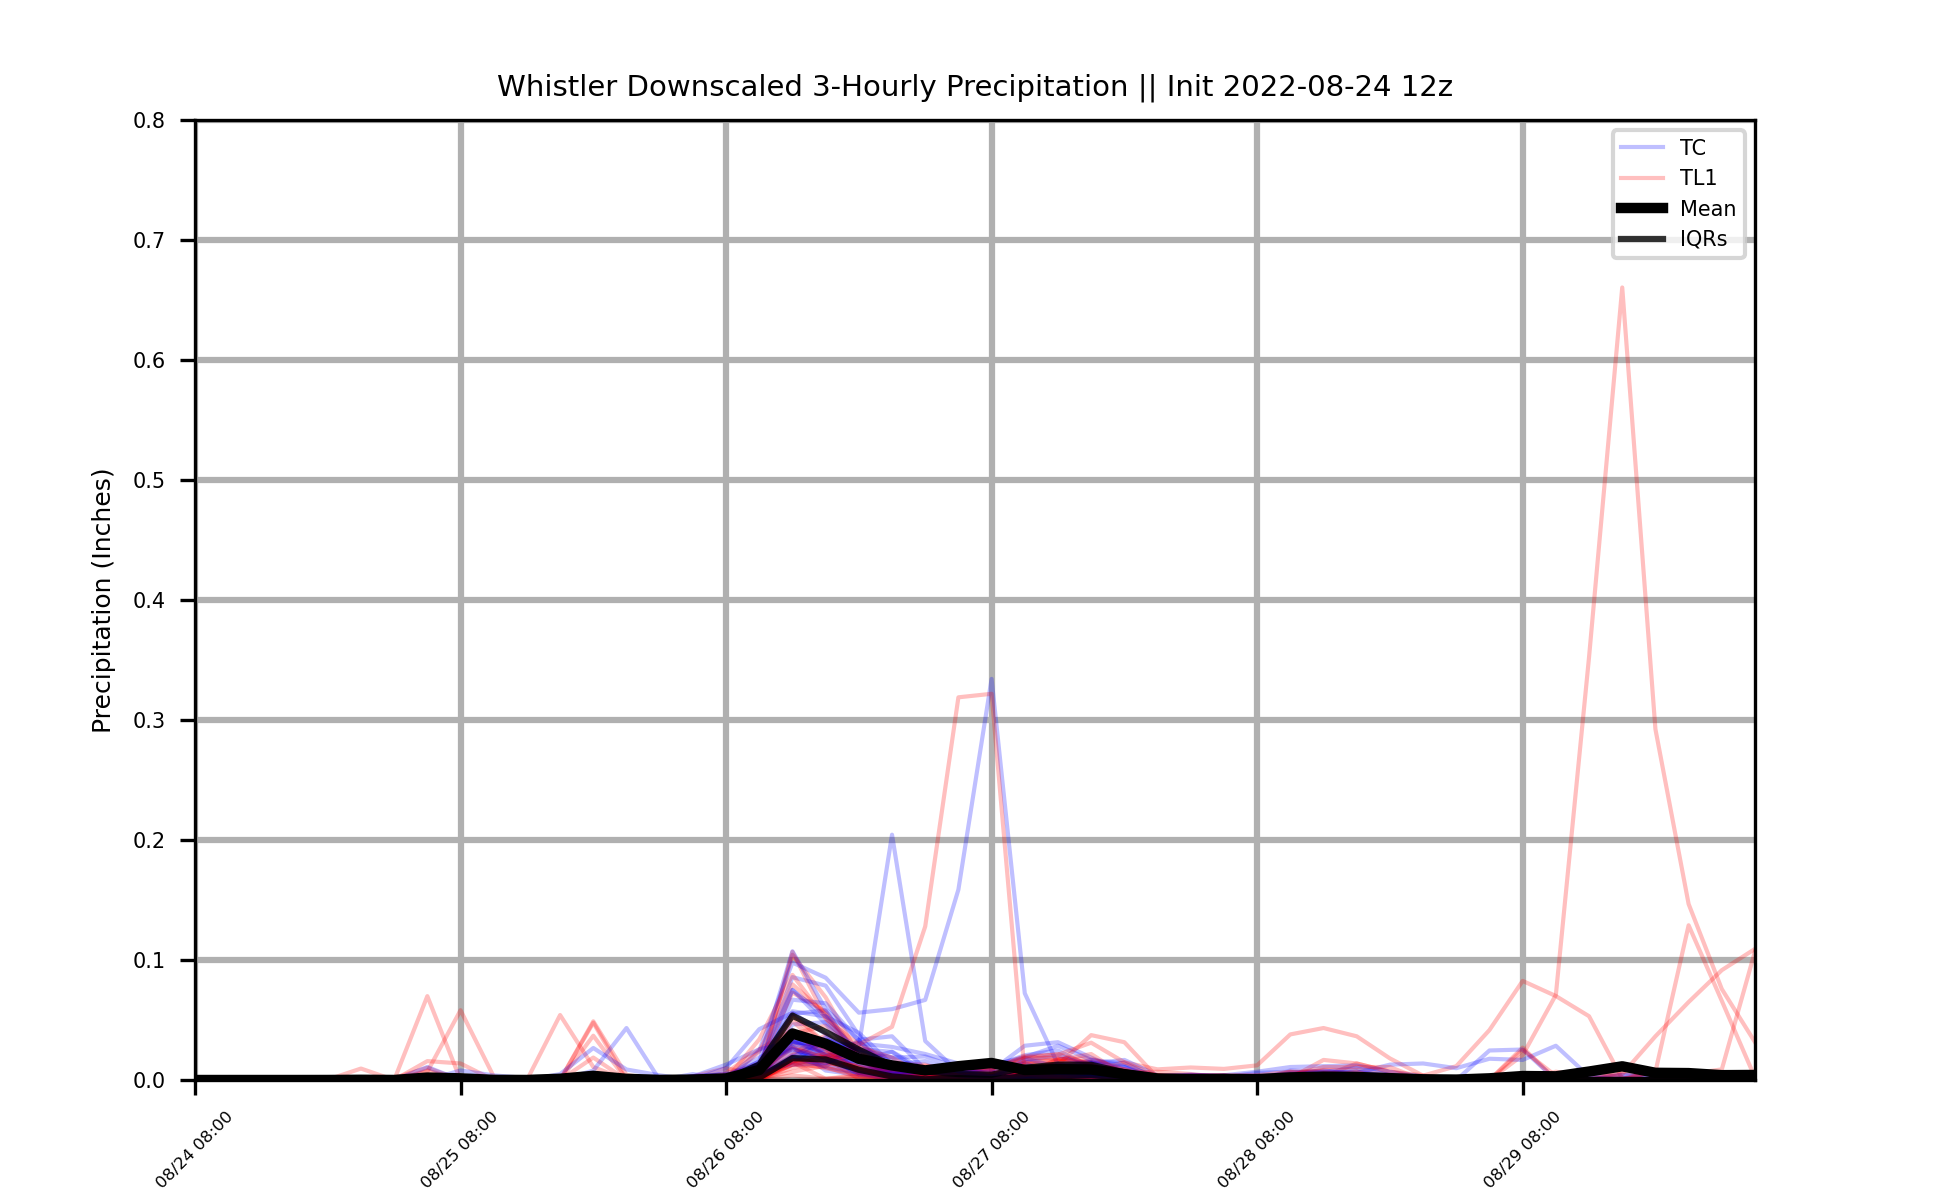 Whistler Downscaled 3-Hourly Precipitation || Init 2022-08-24 12z
TC
TL1
Mean
IQRs
Precipitation (Inches)
0.8
0.7
0.6
0.5
0.4
0.3
0.2
0.1
0.0
08/24 08:00
08/25 08:00
08/26 08:00
08/27 08:00
08/28 08:00
08/29 08:00